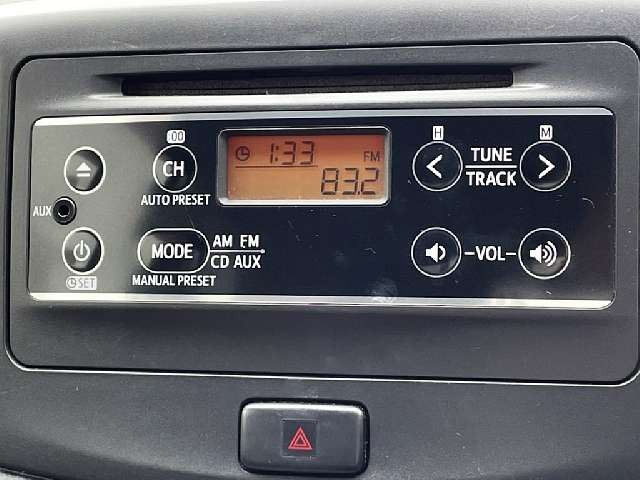 :00
H
M
CH
1:33
FM
TUNE
AUTO PRESET
83.2
TRACK
AUX
MODE
AM FM
CD AUX
-VOL-
SET
MANUAL PRESET